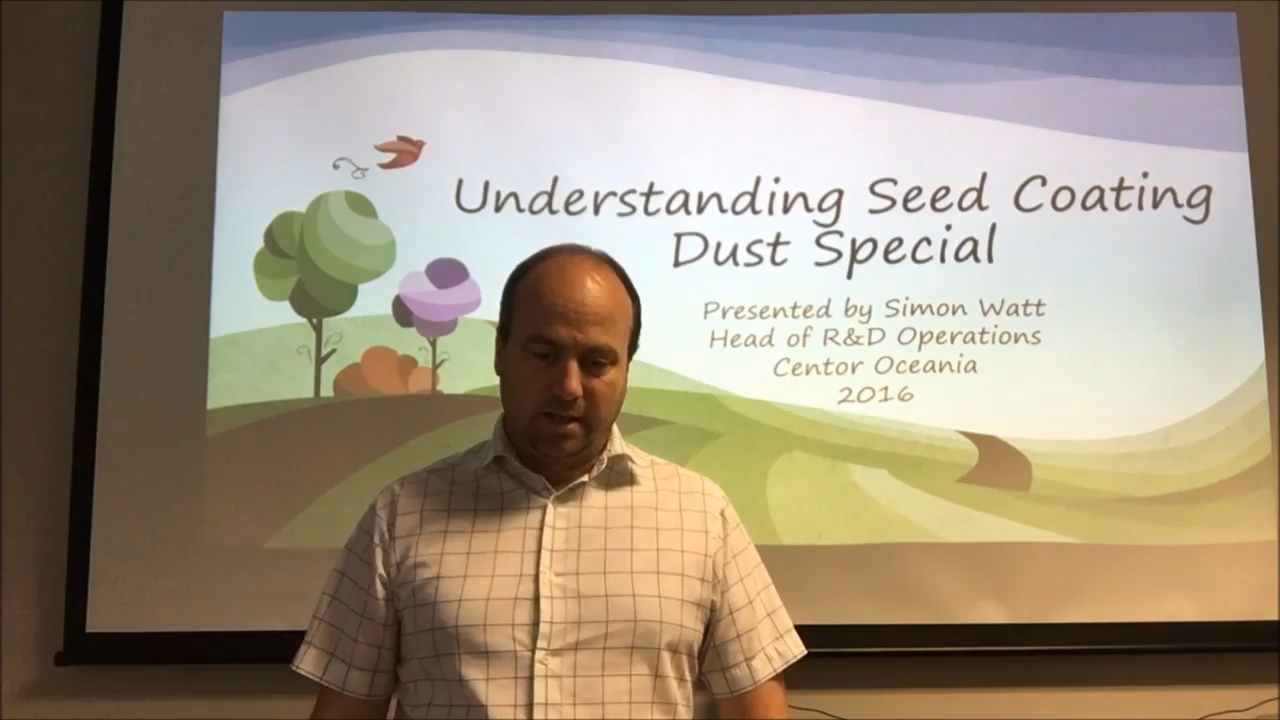 Understanding Seed Coating
Dust Special
Presented by Simon Watt
Head of R&D Operations
Centor Oceania
2016